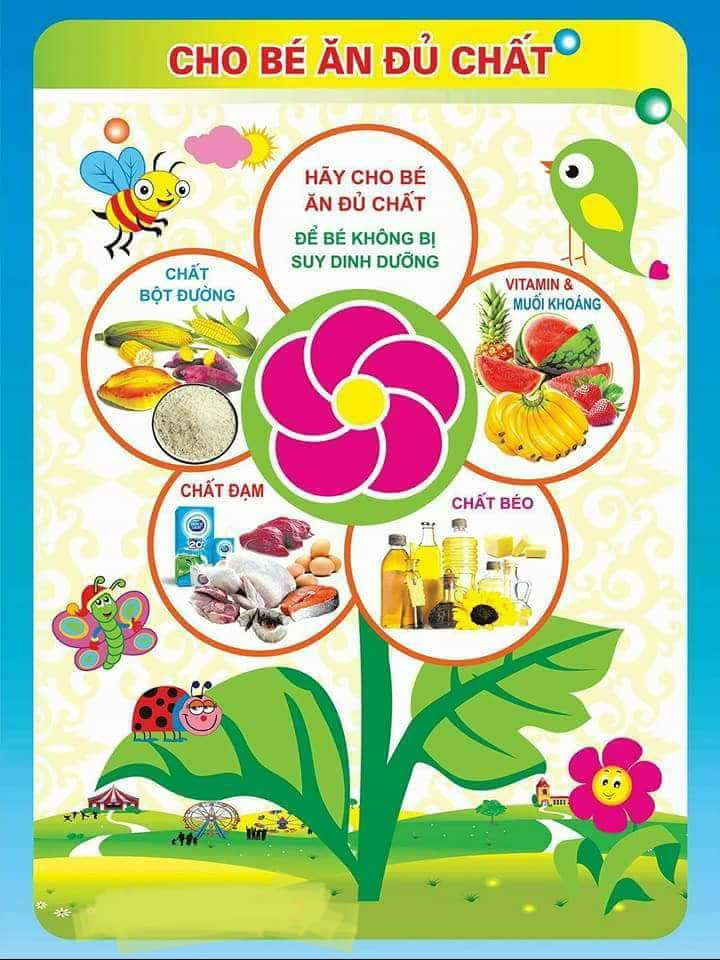 CHO BÉ ĂN ĐỦ CHẤT
HÃY CHO BÉ
ĂN ĐỦ CHẤT
ĐỂ BÉ KHÔNG BỊ
SUY DINH DƯỠNG
CHẤT
BỘT ĐƯỜNG
VITAMIN &
MUỐI KHOÁNG
CHẤT ĐẠM
CHẤT BÉO